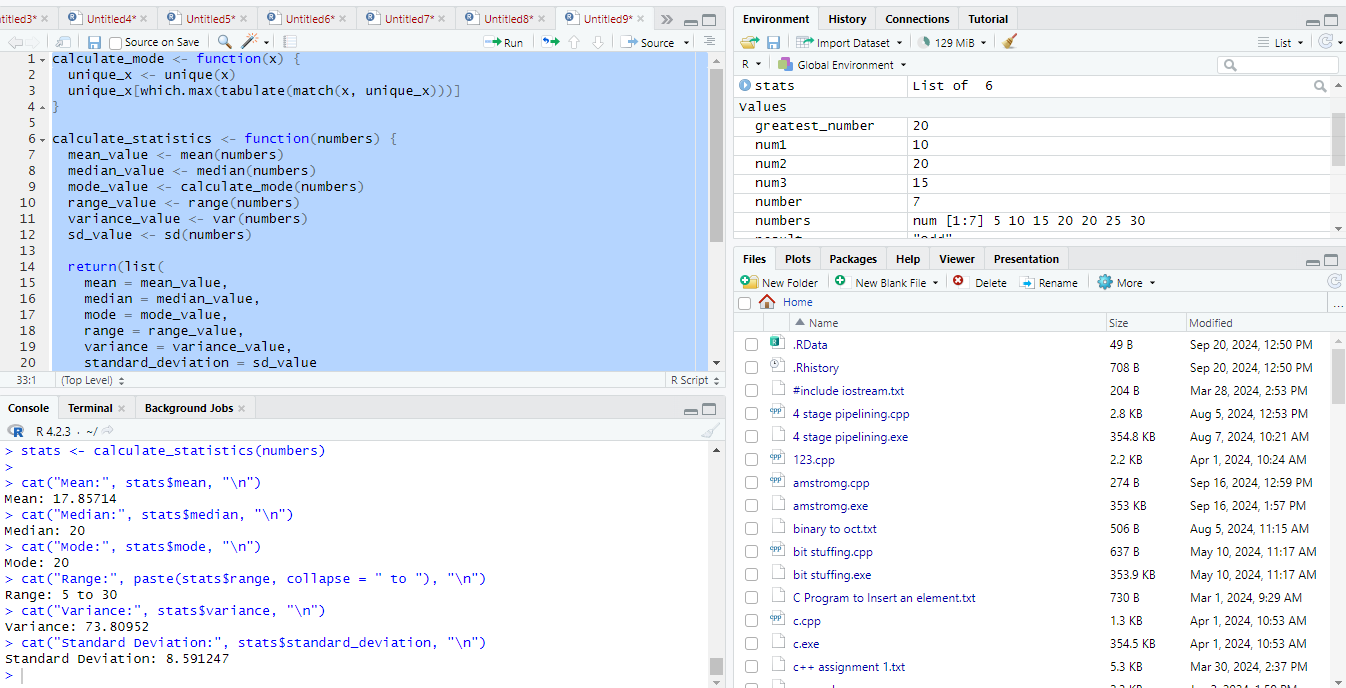 Untitled4* Untitled5* Untitled6* Untitled7* Untitled8* Untitled9*
Source on Save Run Source
1 calculate_mode <- function(x) {
2 unique_x <- unique(x)
3 unique_x[which.max(tabulate(match(x, unique_x)))]
4 }
5
6 calculate_statistics <- function(numbers) {
7 mean_value <- mean(numbers)
8 median_value <- median(numbers)
9 mode_value <- calculate_mode(numbers)
10 range_value <- range(numbers)
11 variance_value <- var(numbers)
12 sd_value <- sd(numbers)
13
14 return(list(
15 mean = mean_value,
16 median = median_value,
17 mode = mode_value,
18 range = range_value,
19 variance = variance_value,
20 standard_deviation = sd_value
33:1 (Top Level) R Script
Console Terminal Background Jobs
R 4.2.3 . ~/
> stats <- calculate_statistics(numbers)
>
> cat("Mean:", stats$mean, "\n")
Mean: 17.85714
> cat("Median:", stats$median, "\n")
Median: 20
> cat("Mode:", stats$mode, "\n")
Mode: 20
> cat("Range:", paste(stats$range, collapse = " to "), "\n")
Range: 5 to 30
> cat("Variance:", stats$variance, "\n")
Variance: 73.80952
> cat("Standard Deviation:", stats$standard_deviation, "\n")
Standard Deviation: 8.591247
>
Environment History Connections Tutorial
Import Dataset 129 MiB List
R Global Environment
stats List of 6
Values
greatest_number 20
num1 10
num2 20
num3 15
number 7
numbers num [1:7] 5 10 15 20 20 25 30
Files Plots Packages Help Viewer Presentation
New Folder New Blank File Delete Rename More
Home ...
Name Size Modified
.RData 49 B Sep 20, 2024, 12:50 PM
.Rhistory 708 B Sep 20, 2024, 12:50 PM
#include iostream.txt 204 B Mar 28, 2024, 2:53 PM
4 stage pipelining.cpp 2.8 KB Aug 5, 2024, 12:53 PM
4 stage pipelining.exe 354.8 KB Aug 7, 2024, 10:21 AM
123.cpp 2.2 KB Apr 1, 2024, 10:24 AM
amstromg.cpp 274 B Sep 16, 2024, 12:59 PM
amstromg.exe 353 KB Sep 16, 2024, 1:57 PM
binary to oct.txt 506 B Aug 5, 2024, 11:15 AM
bit stuffing.cpp 637 B May 10, 2024, 11:17 AM
bit stuffing.exe 353.9 KB May 10, 2024, 11:17 AM
C Program to Insert an element.txt 730 B Mar 1, 2024, 9:29 AM
c.cpp 1.3 KB Apr 1, 2024, 10:53 AM
c.exe 354.5 KB Apr 1, 2024, 10:53 AM
c++ assignment 1.txt 5.3 KB Mar 30, 2024, 2:37 PM